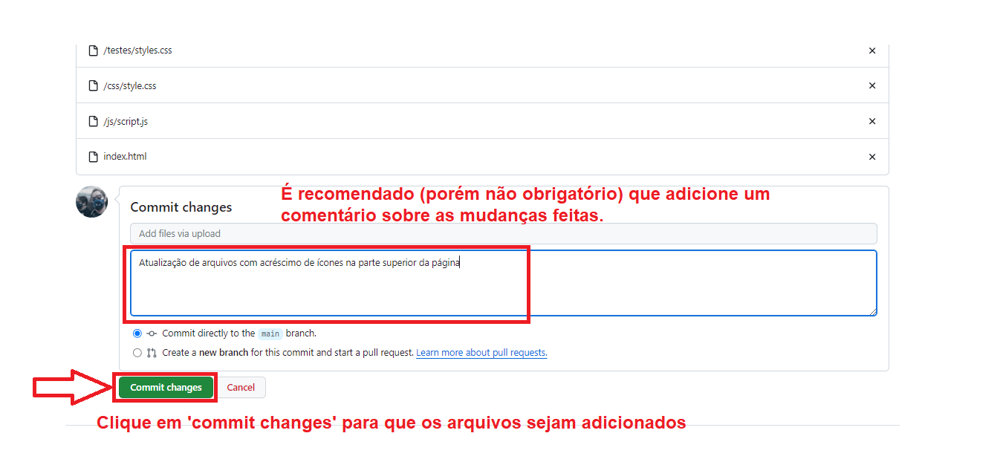 /testes/styles.css
/css/style.css
/js/script.js
index.html
É recomendado (porém não obrigatório) que adicione um
comentário sobre as mudanças feitas.
Commit changes
Add files via upload
Atualização de arquivos com acréscimo de ícones na parte superior da página
Commit directly to the main branch.
Create a new branch for this commit and start a pull request. Learn more about pull requests.
Commit changes Cancel
Clique em 'commit changes' para que os arquivos sejam adicionados